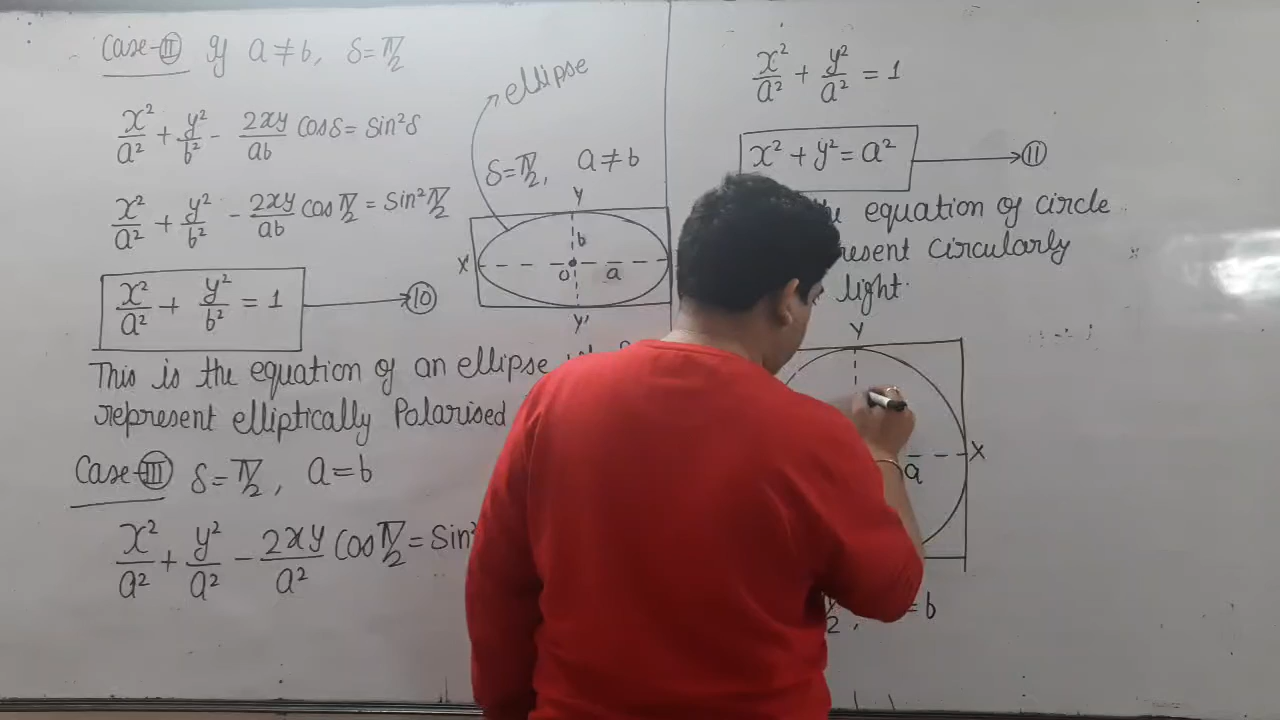 Case-II If a ≠ b, δ = π/2
x²/a² + y²/b² - 2xy/ab Cosδ = Sin²δ
x²/a² + y²/b² - 2xy/ab Cos π/2 = Sin² π/2
x²/a² + y²/b² = 1 → 10
This is the equation of an ellipse
represent elliptically Polarised
Case-III δ = π/2, a = b
x²/a² + y²/a² - 2xy/a² Cos π/2 = Sin²
ellipse
δ = π/2, a ≠ b
Y
b
X' O a
Y'
x²/a² + y²/a² = 1
x² + y² = a² → 11
equation of circle
Circularly
light.
Y
X
a
2, = b